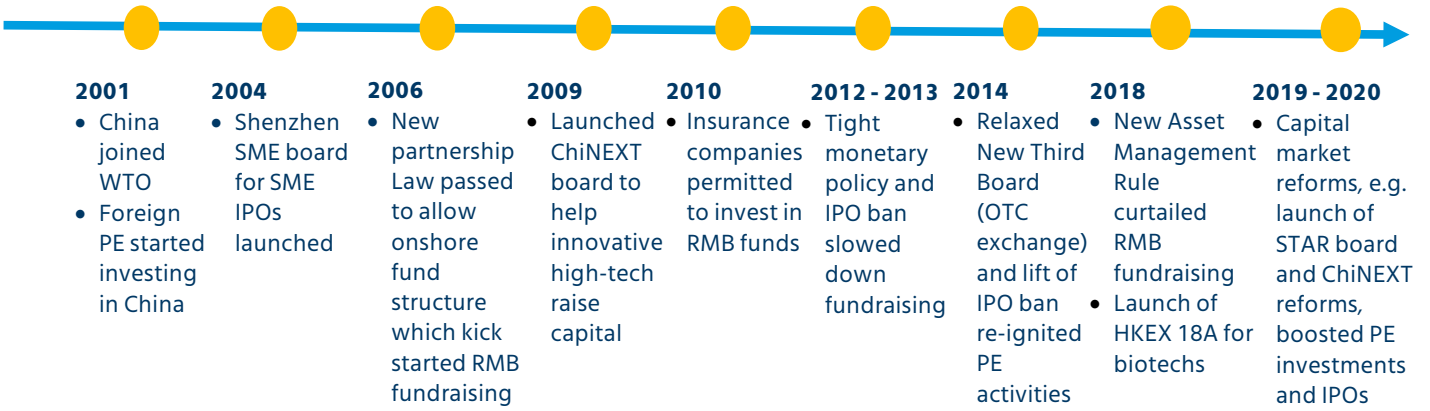 2001
• China
joined
WTO
• Foreign
PE started
investing
in China
2004
• Shenzhen
SME board
for SME
IPOs
launched
2006
• New
partnership
Law passed
to allow
onshore
fund
structure
which kick
started RMB
fundraising
2009
• Launched
ChiNEXT
board to
help
innovative
high-tech
raise
capital
2010
• Insurance
companies
permitted
to invest in
RMB funds
2012 - 2013
• Tight
monetary
policy and
IPO ban
slowed
down
fundraising
2014
• Relaxed
New Third
Board
(OTC
exchange)
and lift of
IPO ban
re-ignited
PE
activities
2018
• New Asset
Management
Rule
curtailed
RMB
fundraising
• Launch of
HKEX 18A for
biotechs
2019 - 2020
• Capital
market
reforms, e.g.
launch of
STAR board
and ChiNEXT
reforms,
boosted PE
investments
and IPOs